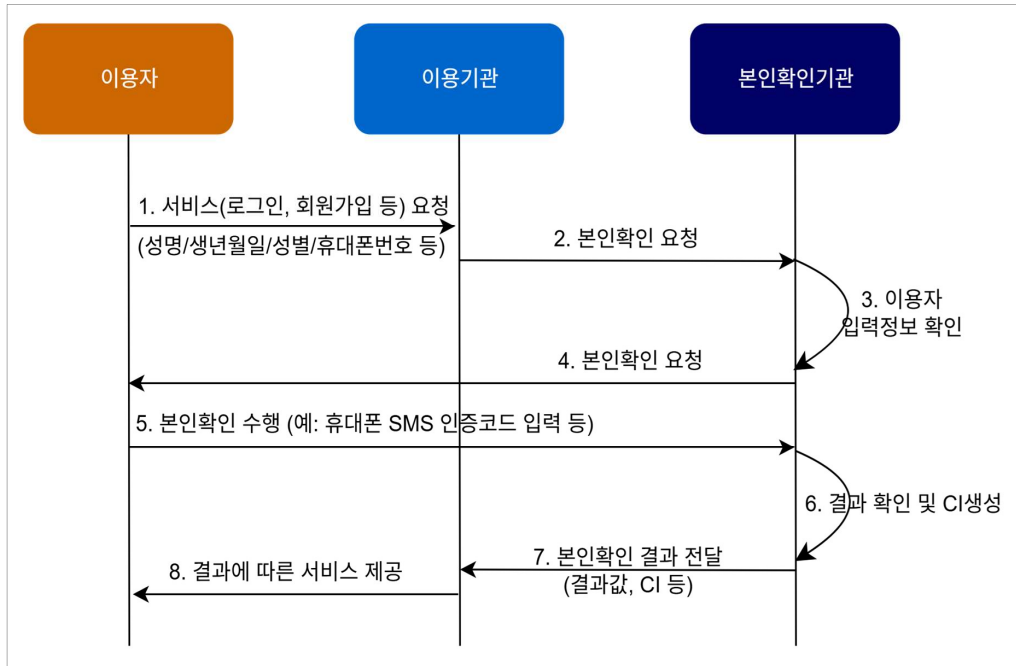 이용자
이용기관
본인확인기관
1. 서비스(로그인, 회원가입 등) 요청
(성명/생년월일/성별/휴대폰번호 등)
2. 본인확인 요청
3. 이용자
입력정보 확인
4. 본인확인 요청
5. 본인확인 수행 (예: 휴대폰 SMS 인증코드 입력 등)
6. 결과 확인 및 CI생성
7. 본인확인 결과 전달
(결과값, CI 등)
8. 결과에 따른 서비스 제공